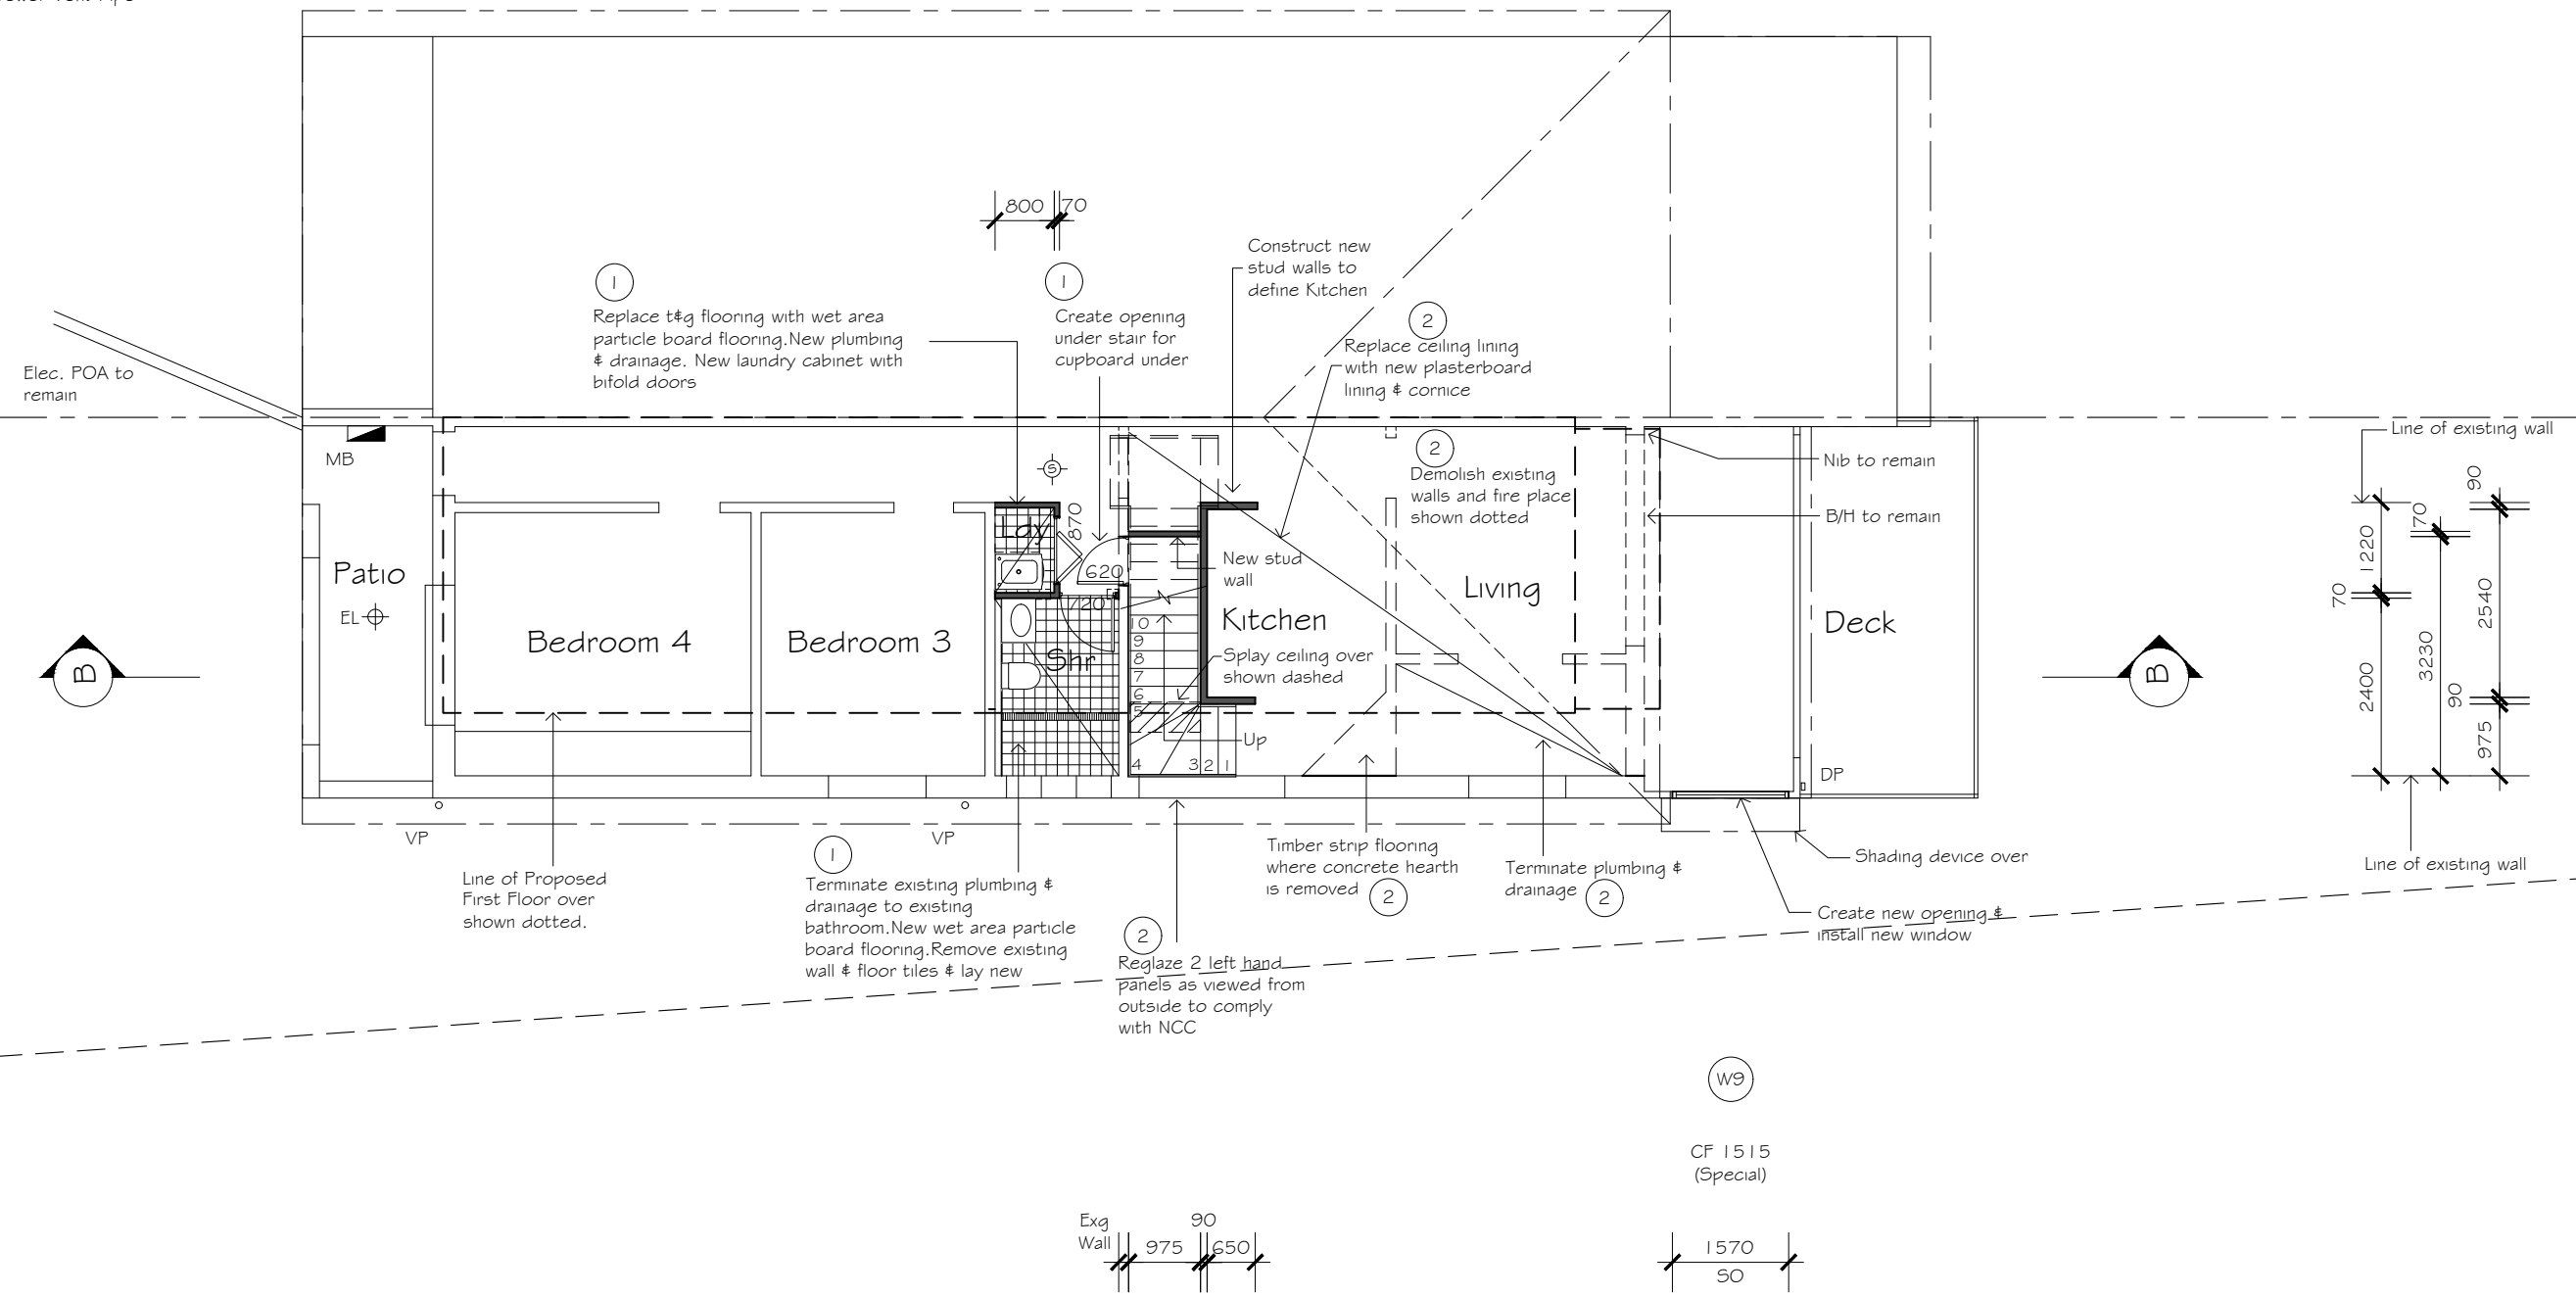 800
70
Construct new
stud walls to
define Kitchen
1
Replace t&g flooring with wet area
particle board flooring.New plumbing
& drainage. New laundry cabinet with
bifold doors
1
Create opening
under stair for
cupboard under
2
Replace ceiling lining
with new plasterboard
lining & cornice
Elec. POA to
remain
MB
S
2
Demolish existing
walls and fire place
shown dotted
Nib to remain
B/H to remain
Line of existing wall
Patio
EL
Bedroom 4
Bedroom 3
Lay
870
620
720
Shr
New stud
wall
Kitchen
Living
Deck
Splay ceiling over
shown dashed
Up
10
9
8
7
6
5
4
3
2
1
B
B
90
70
1220
70
2540
3230
2400
90
975
DP
VP
VP
Line of Proposed
First Floor over
shown dotted.
1
Terminate existing plumbing &
drainage to existing
bathroom.New wet area particle
board flooring.Remove existing
wall & floor tiles & lay new
2
Reglaze 2 left hand
panels as viewed from
outside to comply
with NCC
Timber strip flooring
where concrete hearth
is removed
2
Terminate plumbing &
drainage
2
Shading device over
Create new opening &
install new window
Line of existing wall
W9
CF 1515
(Special)
Exg
Wall
975
90
650
1570
SO